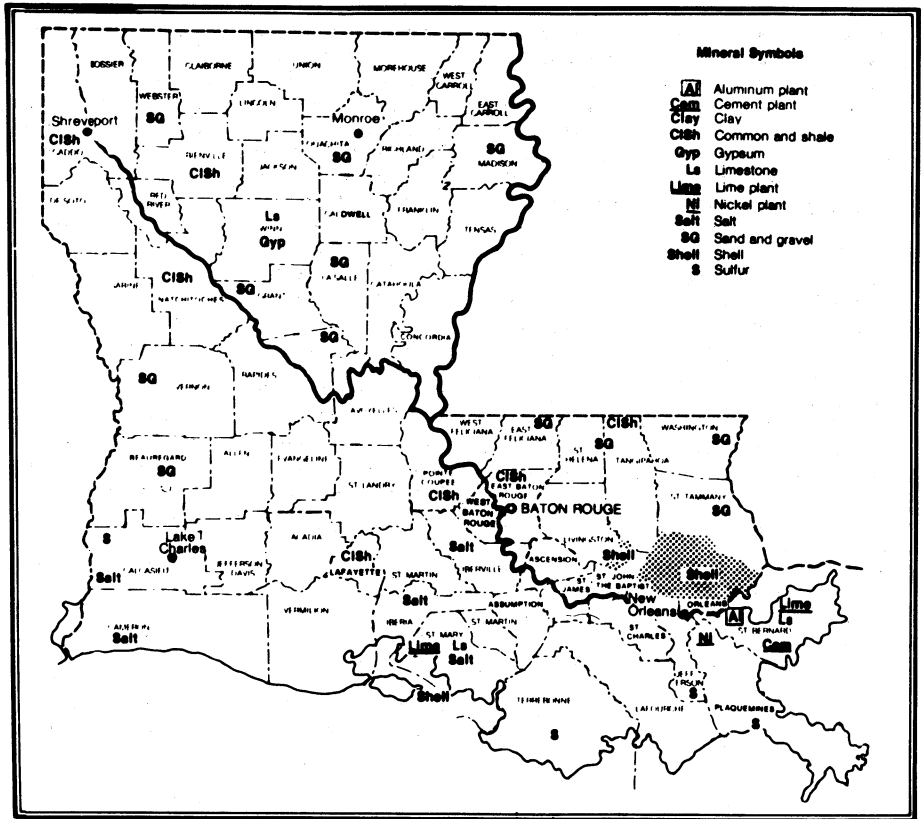 Mineral Symbols
Al Aluminum plant
Cem Cement plant
Clay Clay
ClSh Common and shale
Gyp Gypsum
Ls Limestone
Lime Lime plant
Ni Nickel plant
Salt Salt
SG Sand and gravel
Shell Shell
S Sulfur
BOSSIER
CLAIBORNE
UNION
MOREHOUSE
WEST CARROLL
EAST CARROLL
WEBSTER
SG
LINCOLN
Shreveport
ClSh
CADDO
Monroe
OUACHITA
SG
RICHLAND
SG
MADISON
BIENVILLE
ClSh
JACKSON
DE SOTO
RED RIVER
Ls
WINN
Gyp
CALDWELL
FRANKLIN
TENSAS
ClSh
NATCHITOCHES
SG
GRANT
SG
LA SALLE
CATAHOULA
SG
CONCORDIA
SG
VERNON
RAPIDES
AVOYELLES
WEST FELICIANA
EAST FELICIANA
SG
ST HELENA
SG
ClSh
TANGIPAHOA
WASHINGTON
SG
BEAUREGARD
SG
ALLEN
EVANGELINE
ST LANDRY
POINTE COUPEE
ClSh
ClSh
EAST BATON ROUGE
WEST BATON ROUGE
BATON ROUGE
ST TAMMANY
SG
S
Lake Charles
CALCASIEU
Salt
JEFFERSON DAVIS
ACADIA
ClSh
LAFAYETTE
ST MARTIN
Salt
Salt
IBERVILLE
ASCENSION
LIVINGSTON
Shell
Shell
ST JAMES
ST JOHN THE BAPTIST
New Orleans
ORLEANS
Al
Lime
Ls
ST BERNARD
Cem
CAMERON
Salt
VERMILION
IBERIA
ST MARY
ST MARTIN
ASSUMPTION
Lime
Ls
Salt
Shell
ST CHARLES
Ni
JEFFERSON
S
TERREBONNE
S
LAFOURCHE
PLAQUEMINES
S